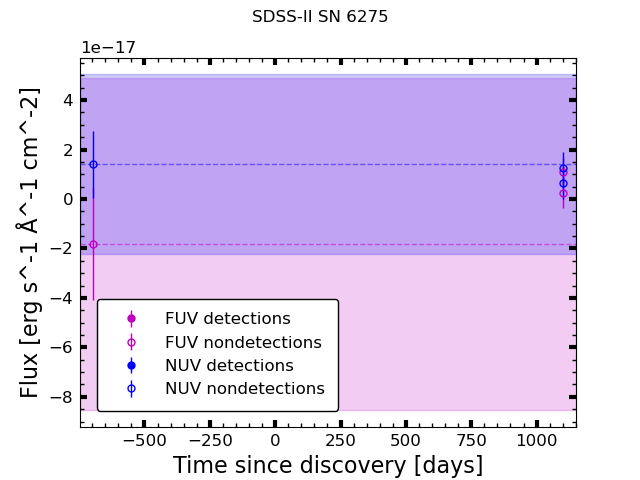 SDSS-II SN 6275
1e−17
4
2
0
−2
−4
−6
−8
Flux [erg s^-1 Å^-1 cm^-2]
FUV detections
FUV nondetections
NUV detections
NUV nondetections
−500 −250 0 250 500 750 1000
Time since discovery [days]